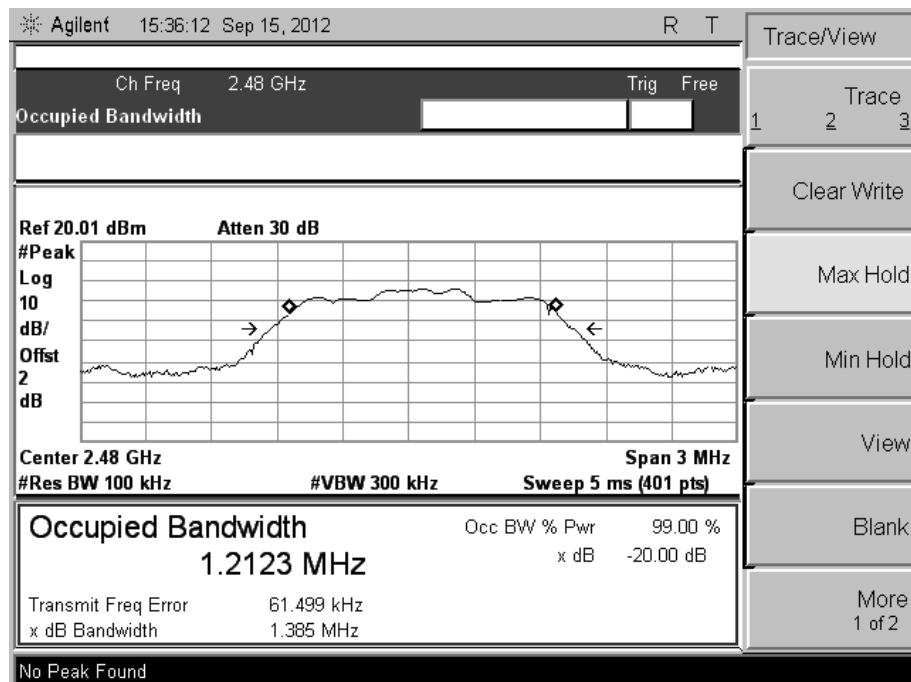 Agilent 15:36:12 Sep 15, 2012 R T
Trace/View
Ch Freq 2.48 GHz Trig Free
Occupied Bandwidth
Trace
1 2 3
Clear Write
Max Hold
Min Hold
View
Blank
More
1 of 2
Ref 20.01 dBm Atten 30 dB
#Peak
Log
10
dB/
Offst
2
dB
Center 2.48 GHz Span 3 MHz
#Res BW 100 kHz #VBW 300 kHz Sweep 5 ms (401 pts)
Occupied Bandwidth Occ BW % Pwr 99.00 %
1.2123 MHz x dB -20.00 dB
Transmit Freq Error 61.499 kHz
x dB Bandwidth 1.385 MHz
No Peak Found